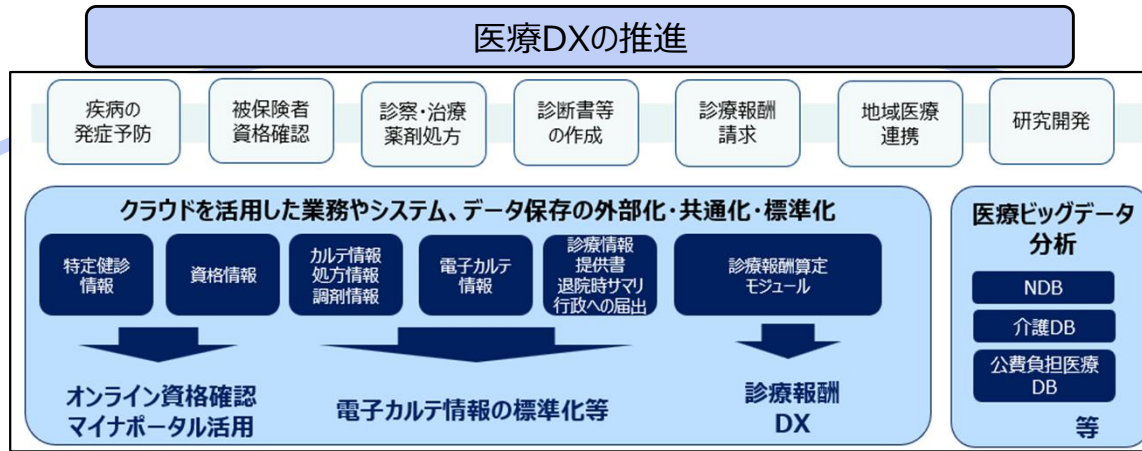 医療DXの推進
疾病の
発症予防
被保険者
資格確認
診察・治療
薬剤処方
診断書等
の作成
診療報酬
請求
地域医療
連携
研究開発
クラウドを活用した業務やシステム、データ保存の外部化・共通化・標準化
特定健診
情報
資格情報
カルテ情報
処方情報
調剤情報
電子カルテ
情報
診療情報
提供書
退院時サマリ
行政への届出
診療報酬算定
モジュール
オンライン資格確認
マイナポータル活用
電子カルテ情報の標準化等
診療報酬
DX
医療ビッグデータ
分析
NDB
介護DB
公費負担医療
DB
等